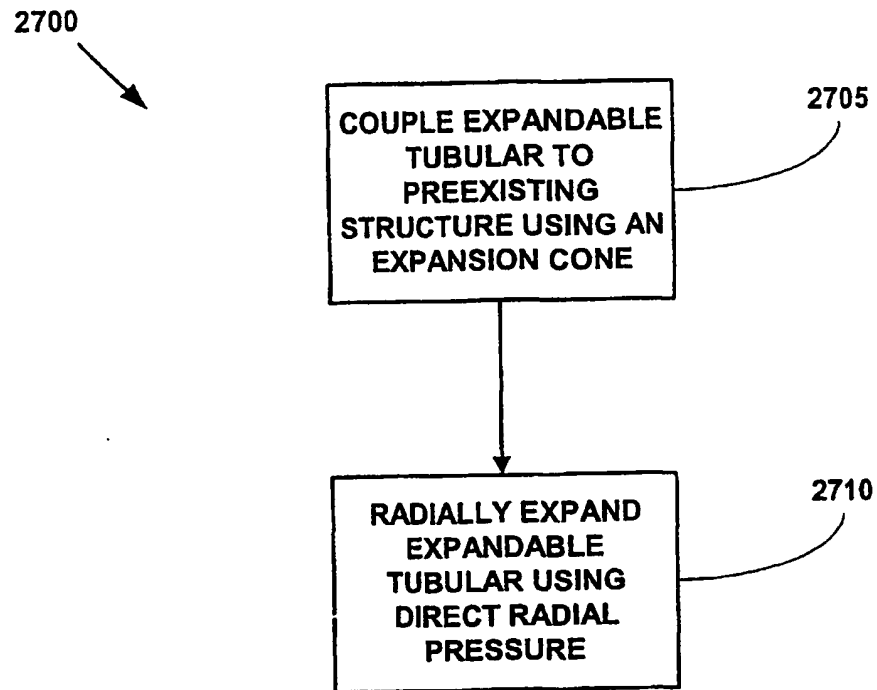 2700
2705
COUPLE EXPANDABLE
TUBULAR TO
PREEXISTING
STRUCTURE USING AN
EXPANSION CONE
2710
RADIALLY EXPAND
EXPANDABLE
TUBULAR USING
DIRECT RADIAL
PRESSURE